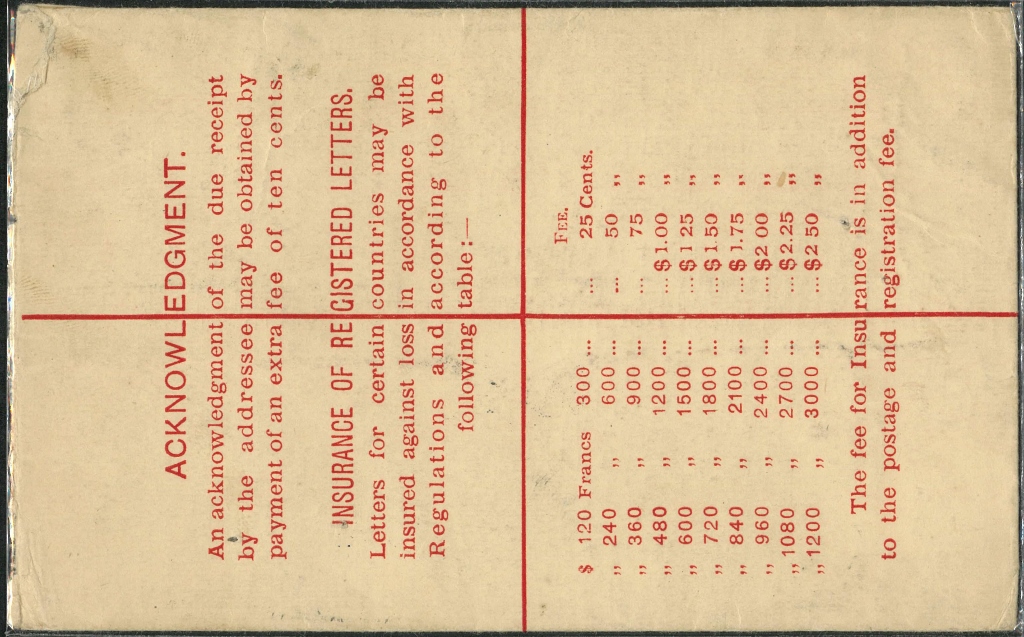 ACKNOWLEDGMENT.
An acknowledgment of the due receipt
by the addressee may be obtained by
payment of an extra fee of ten cents.
INSURANCE OF REGISTERED LETTERS.
Letters for certain countries may be
insured against loss in accordance with
Regulations and according to the
following table:—
FEE.
$ 120 Francs 300 ... ... 25 Cents.
„ 240 „ 600 ... ... 50 „
„ 360 „ 900 ... ... 75 „
„ 480 „ 1200 ... ... $1.00 „
„ 600 „ 1500 ... ... $1 25 „
„ 720 „ 1800 ... ... $1.50 „
„ 840 „ 2100 ... ... $1.75 „
„ 960 „ 2400 ... ... $2 00 „
„ 1080 „ 2700 ... ... $2.25 „
„ 1200 „ 3000 ... ... $2 50 „
The fee for Insurance is in addition
to the postage and registration fee.